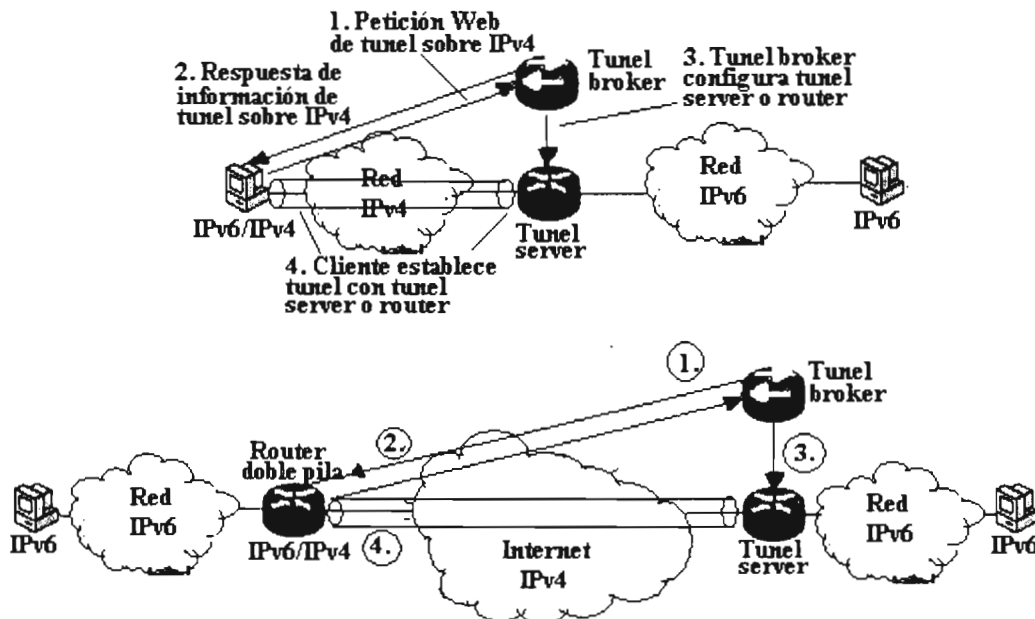 1. Petición Web
de tunel sobre IPv4
2. Respuesta de
información de
tunel sobre IPv4
Tunel
broker
3. Tunel broker
configura tunel
server o router
Red
IPv4
IPv6/IPv4
Tunel
server
Red
IPv6
IPv6
4. Cliente establece
tunel con tunel
server o router
1.
Tunel
broker
2.
3.
Router
doble pila
Red
IPv6
IPv6
IPv6/IPv4
4.
Internet
IPv4
Tunel
server
Red
IPv6
IPv6